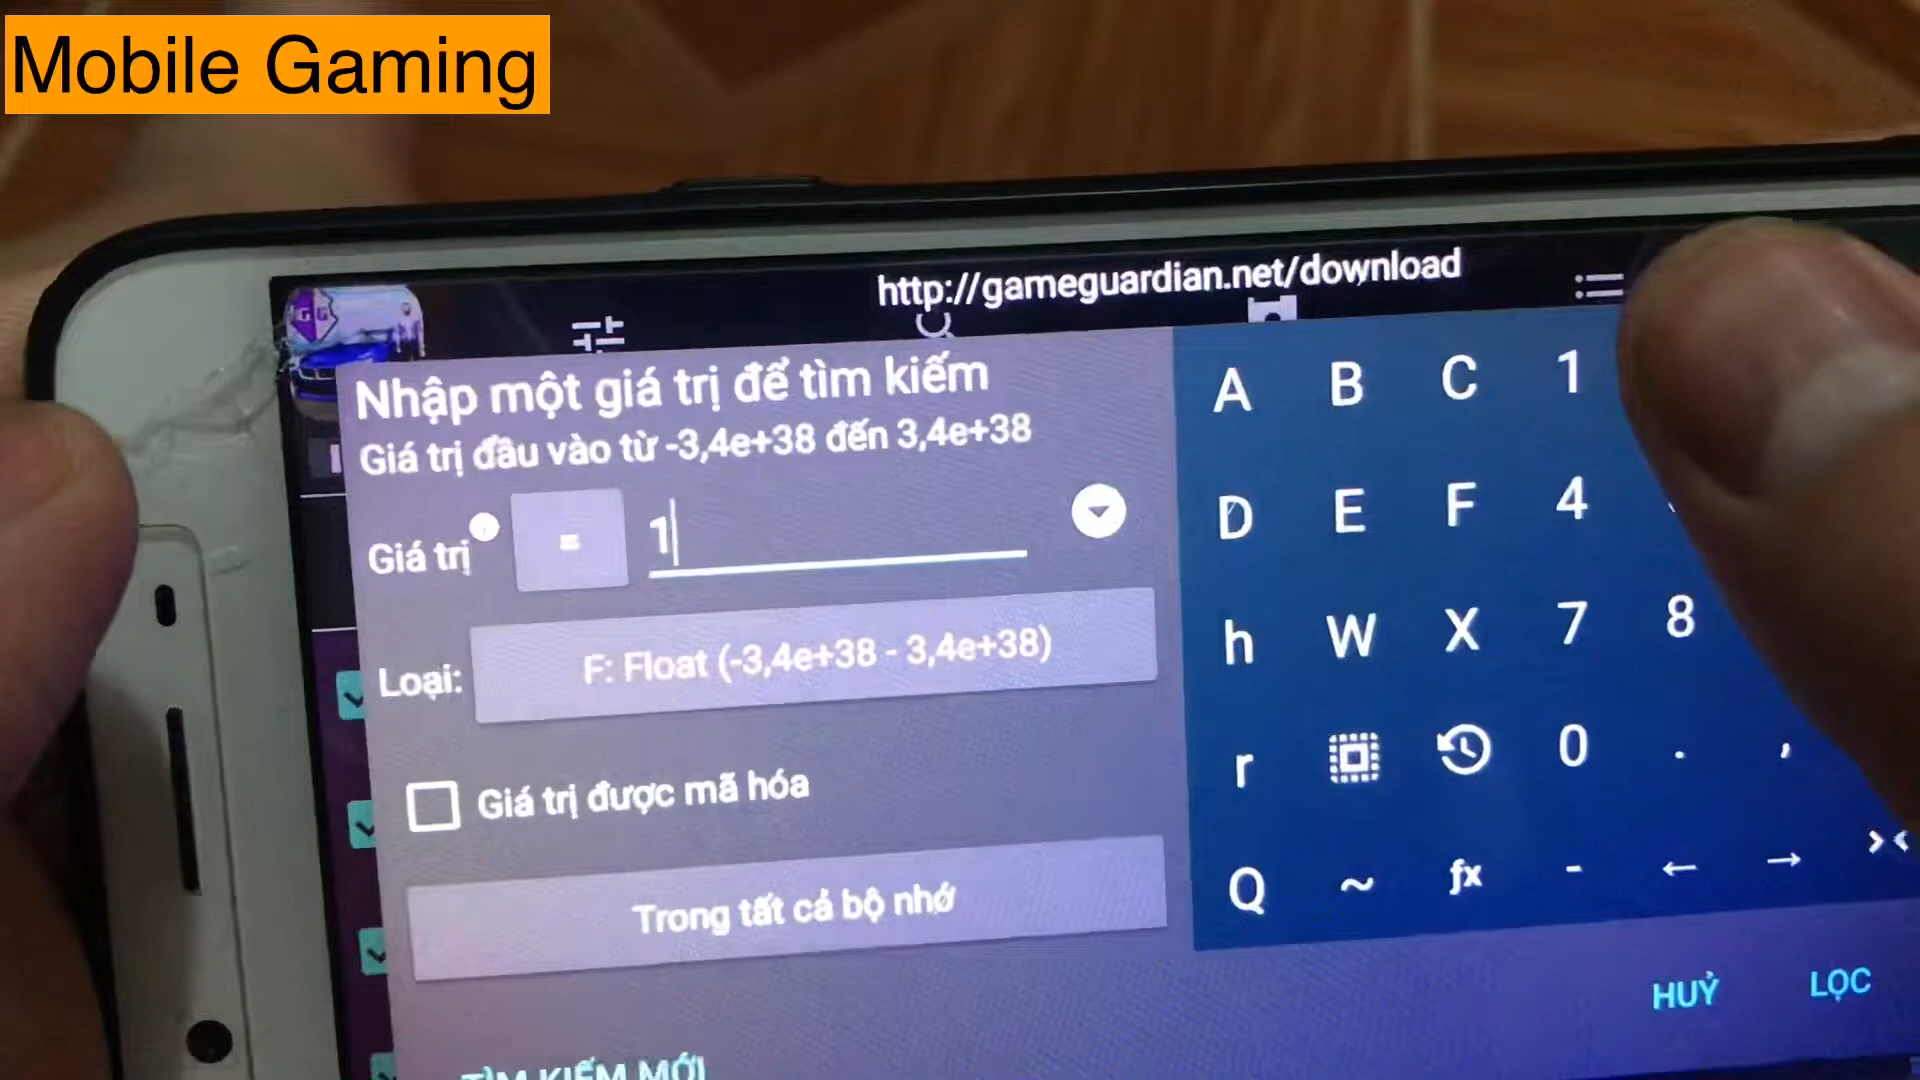 Mobile Gaming
http://gameguardian.net/download
GG
Nhập một giá trị để tìm kiếm
Giá trị đầu vào từ -3,4e+38 đến 3,4e+38
Giá trị = 1
Loại: F: Float (-3,4e+38 - 3,4e+38)
Giá trị được mã hóa
Trong tất cả bộ nhớ
TÌM KIẾM MỚI
A B C 1
D E F 4
h W X 7 8
r 0 . ,
Q ~ fx - ← →
HUỶ LỌC